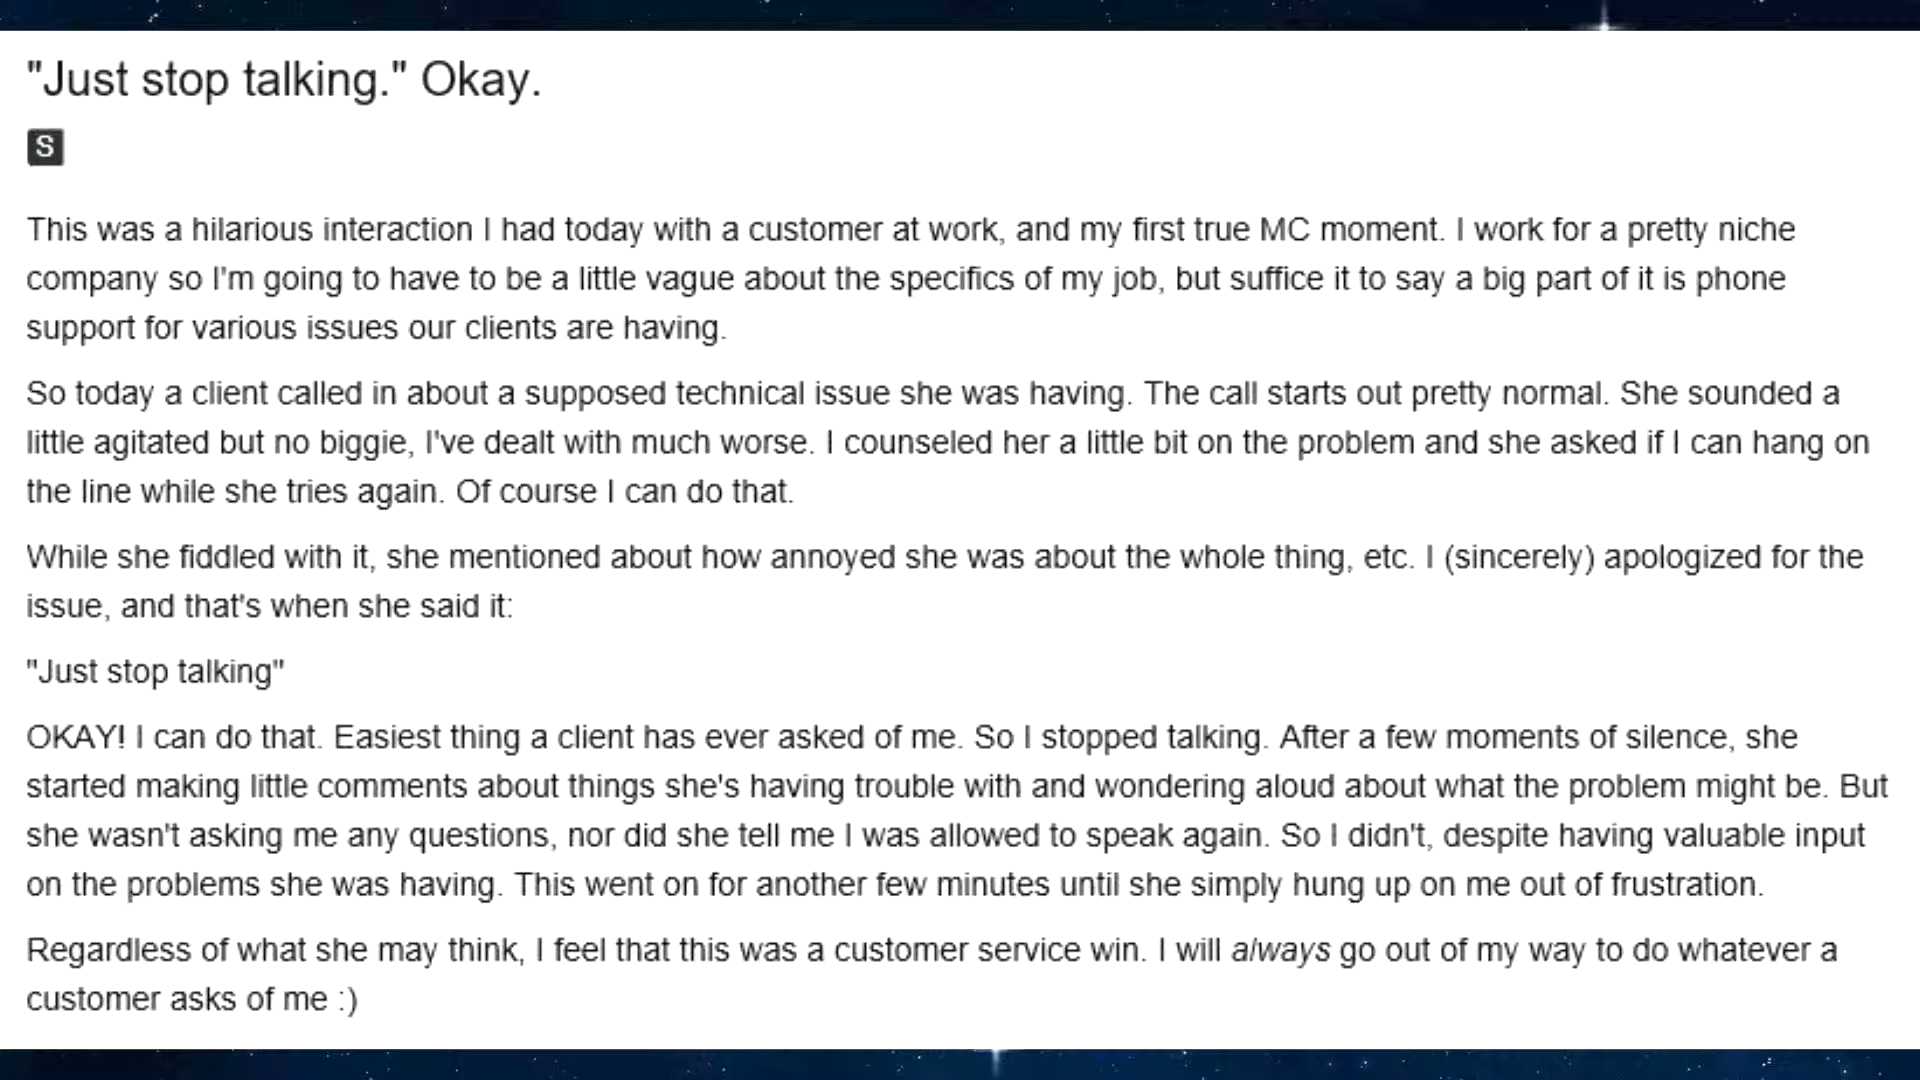 "Just stop talking." Okay.
S
This was a hilarious interaction I had today with a customer at work, and my first true MC moment. I work for a pretty niche
company so I'm going to have to be a little vague about the specifics of my job, but suffice it to say a big part of it is phone
support for various issues our clients are having.
So today a client called in about a supposed technical issue she was having. The call starts out pretty normal. She sounded a
little agitated but no biggie, I've dealt with much worse. I counseled her a little bit on the problem and she asked if I can hang on
the line while she tries again. Of course I can do that.
While she fiddled with it, she mentioned about how annoyed she was about the whole thing, etc. I (sincerely) apologized for the
issue, and that's when she said it:
"Just stop talking"
OKAY! I can do that. Easiest thing a client has ever asked of me. So I stopped talking. After a few moments of silence, she
started making little comments about things she's having trouble with and wondering aloud about what the problem might be. But
she wasn't asking me any questions, nor did she tell me I was allowed to speak again. So I didn't, despite having valuable input
on the problems she was having. This went on for another few minutes until she simply hung up on me out of frustration.
Regardless of what she may think, I feel that this was a customer service win. I will always go out of my way to do whatever a
customer asks of me :)